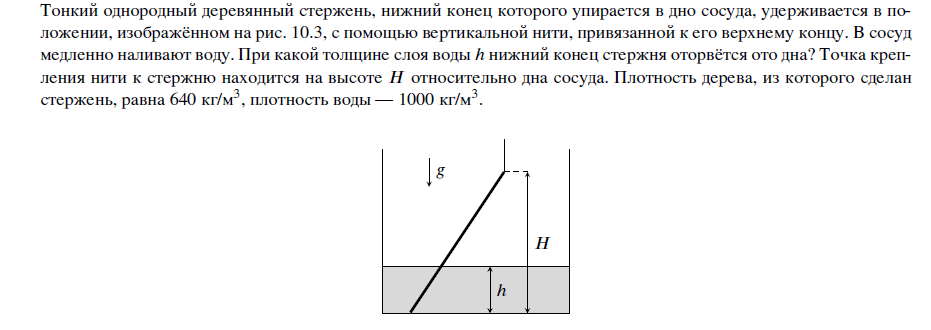 Тонкий однородный деревянный стержень, нижний конец которого упирается в дно сосуда, удерживается в по-
ложении, изображённом на рис. 10.3, с помощью вертикальной нити, привязанной к его верхнему концу. В сосуд
медленно наливают воду. При какой толщине слоя воды h нижний конец стержня оторвётся ото дна? Точка креп-
ления нити к стержню находится на высоте H относительно дна сосуда. Плотность дерева, из которого сделан
стержень, равна 640 кг/м³, плотность воды — 1000 кг/м³.
g
H
h